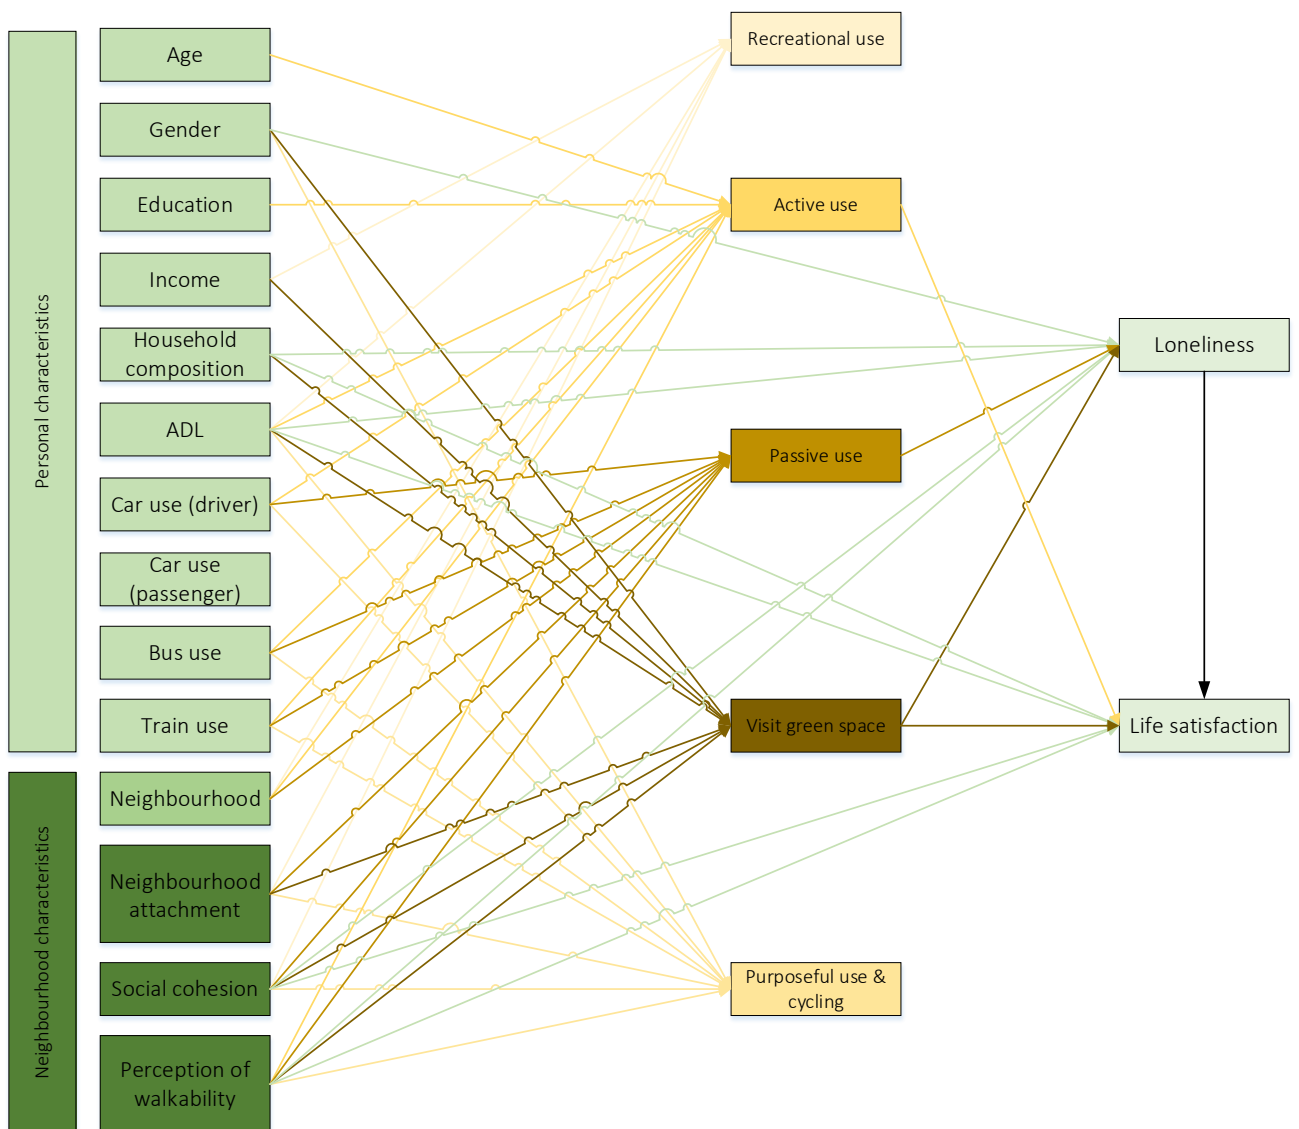 Personal characteristics
Age
Gender
Education
Income
Household
composition
ADL
Car use (driver)
Car use
(passenger)
Bus use
Train use
Neighbourhood characteristics
Neighbourhood
Neighbourhood
attachment
Social cohesion
Perception of
walkability
Recreational use
Active use
Passive use
Visit green space
Purposeful use &
cycling
Loneliness
Life satisfaction